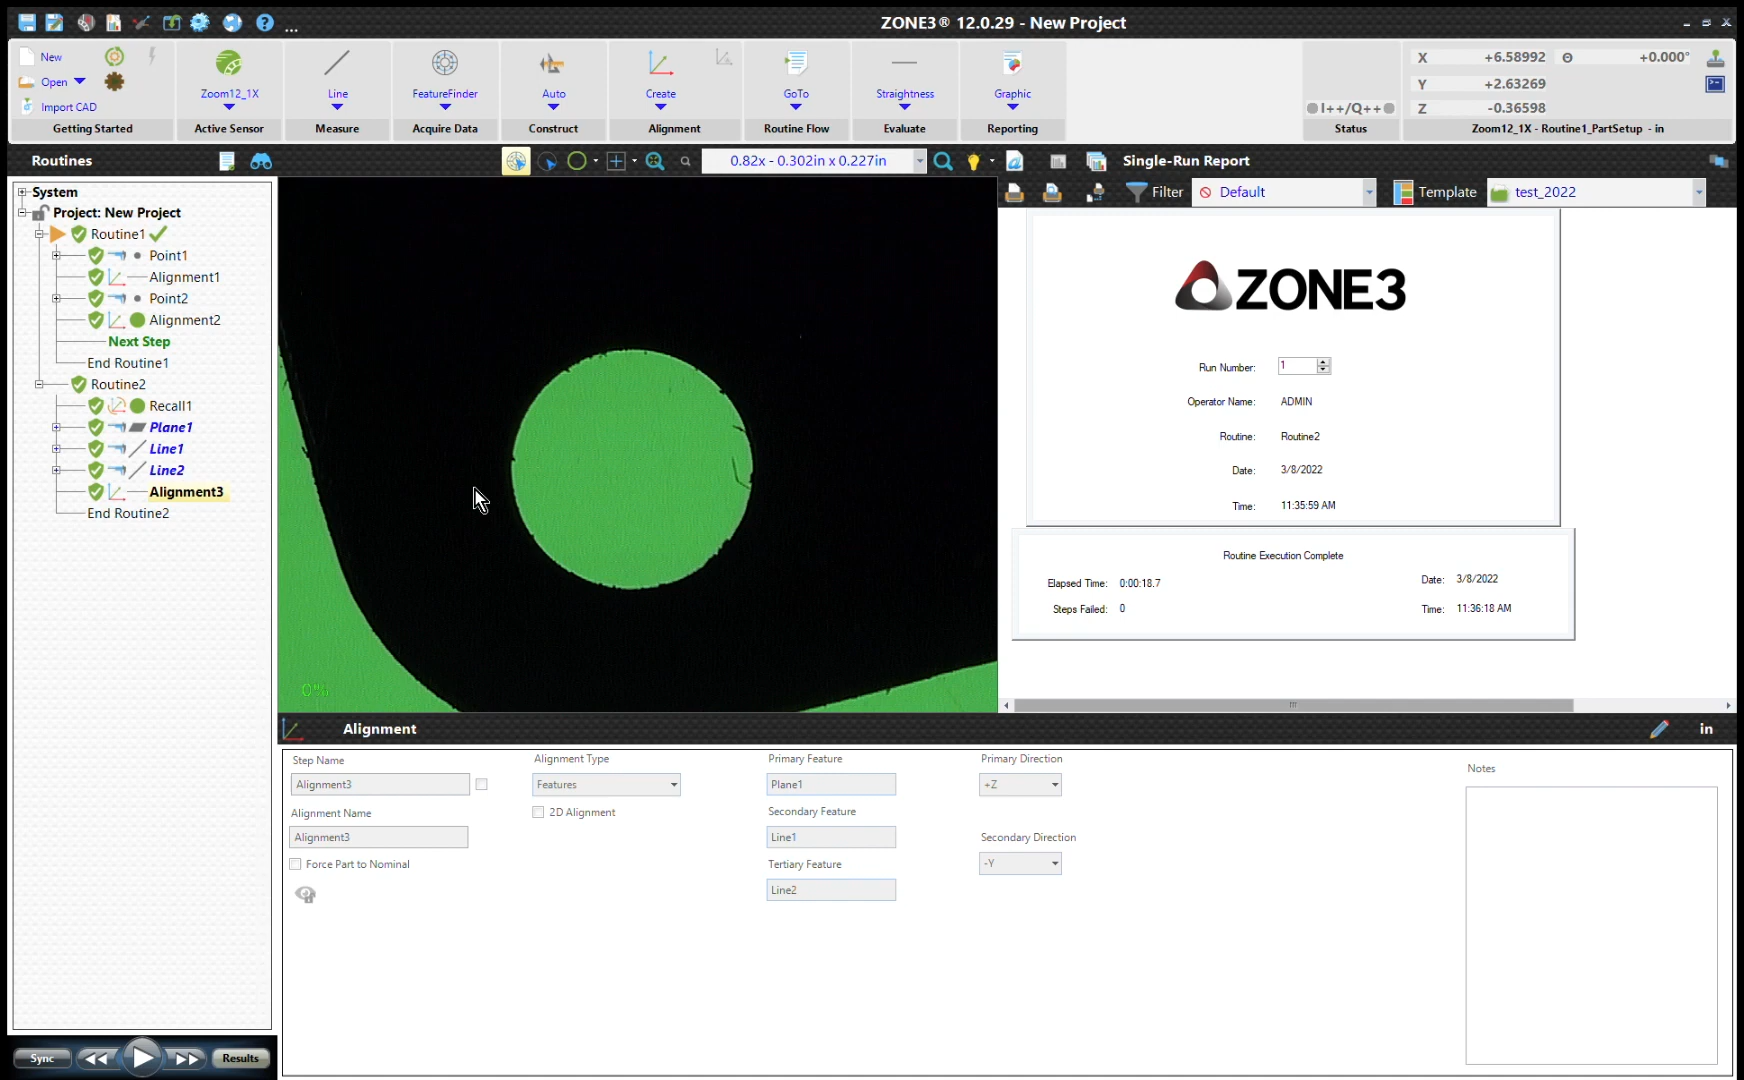 ZONE3® 12.0.29 - New Project
...
New
Open
Import CAD
Getting Started
Zoom12_1X
Active Sensor
Line
Measure
FeatureFinder
Acquire Data
Auto
Construct
Create
Alignment
GoTo
Routine Flow
Straightness
Evaluate
Graphic
Reporting
I++/Q++
Status
X +6.58992 Θ +0.000°
Y +2.63269
Z -0.36598
Zoom12_1X - Routine1_PartSetup - in
Routines
0.82x - 0.302in x 0.227in
Single-Run Report
Filter
Default
Template
test_2022
System
Project: New Project
Routine1
Point1
Alignment1
Point2
Alignment2
Next Step
End Routine1
Routine2
Recall1
Plane1
Line1
Line2
Alignment3
End Routine2
0%
ZONE3
Run Number: 1
Operator Name: ADMIN
Routine: Routine2
Date: 3/8/2022
Time: 11:35:59 AM
Routine Execution Complete
Elapsed Time: 0:00:18.7 Date: 3/8/2022
Steps Failed: 0 Time: 11:36:18 AM
Alignment
in
Step Name
Alignment3
Alignment Name
Alignment3
Force Part to Nominal
Alignment Type
Features
2D Alignment
Primary Feature
Plane1
Secondary Feature
Line1
Tertiary Feature
Line2
Primary Direction
+Z
Secondary Direction
-Y
Notes
Sync
Results